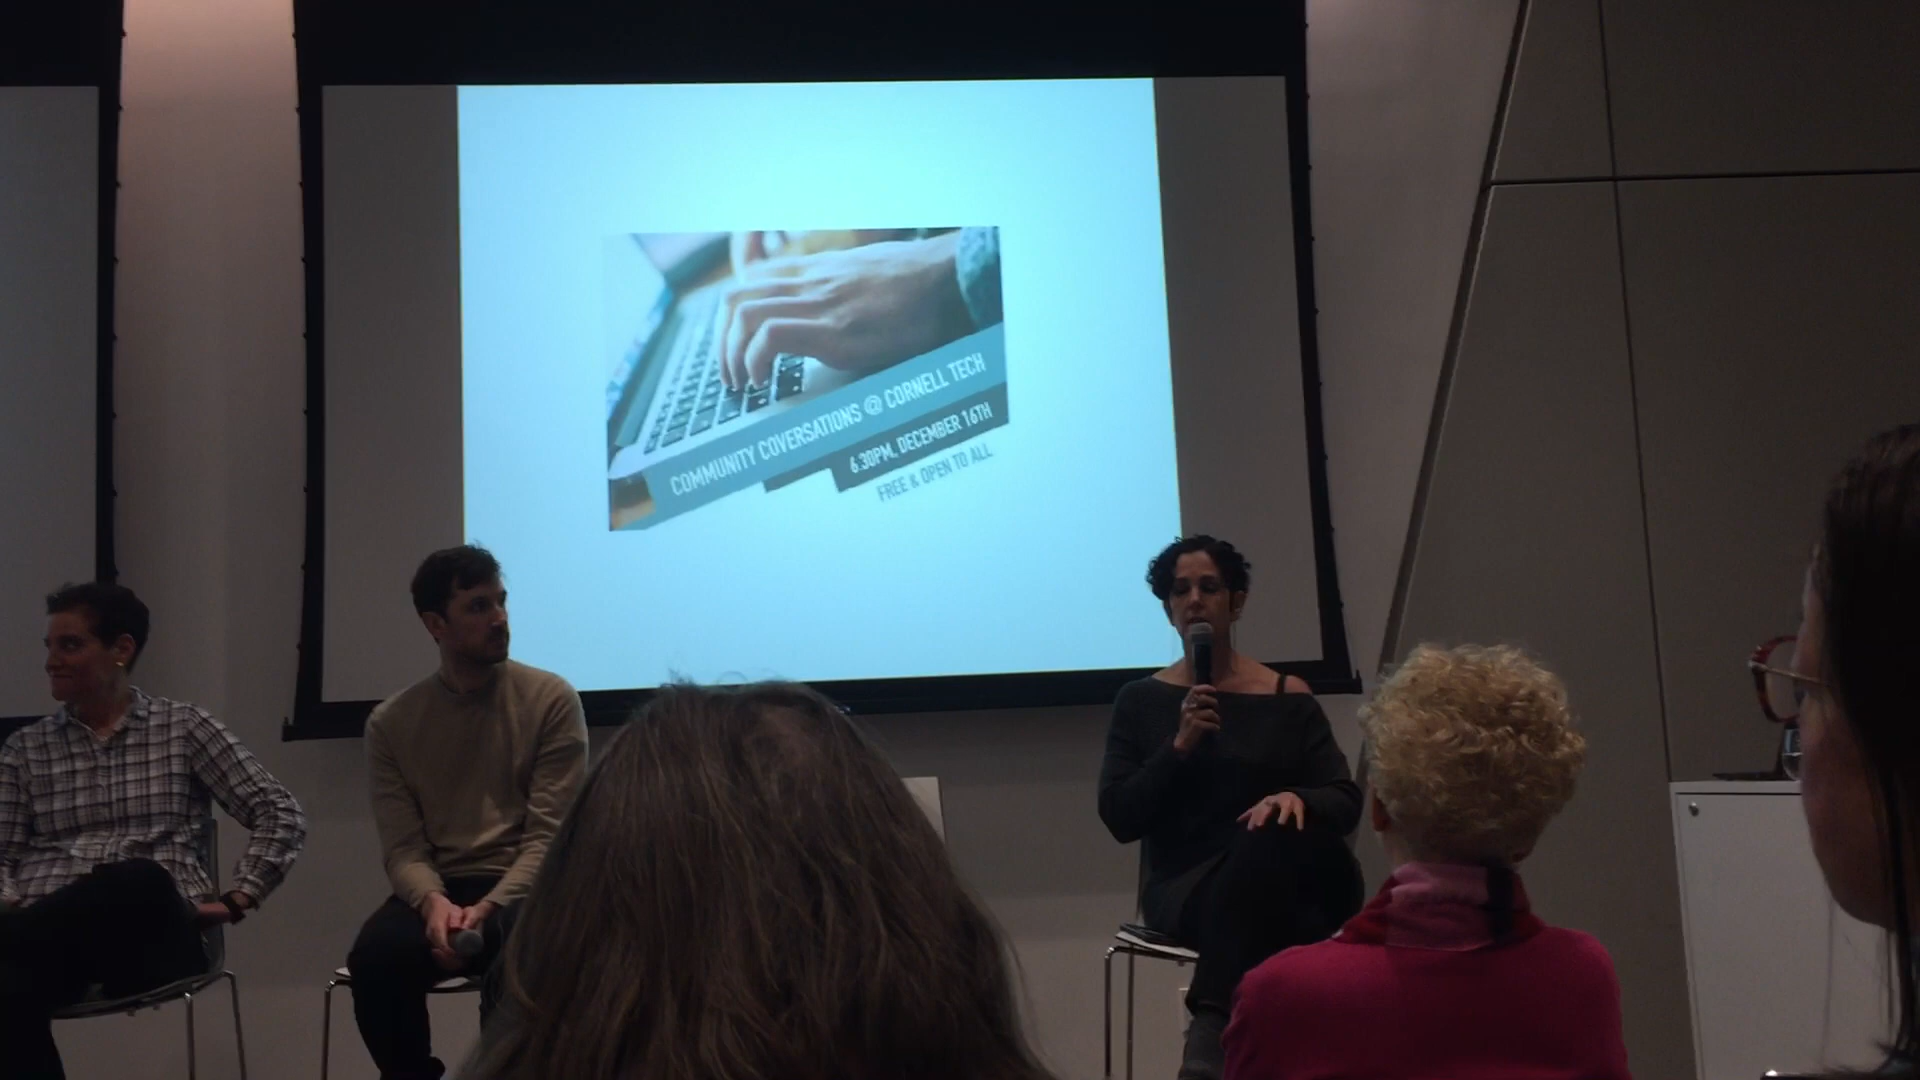 COMMUNITY COVERSATIONS @ CORNELL TECH
6:30PM, DECEMBER 16TH
FREE & OPEN TO ALL